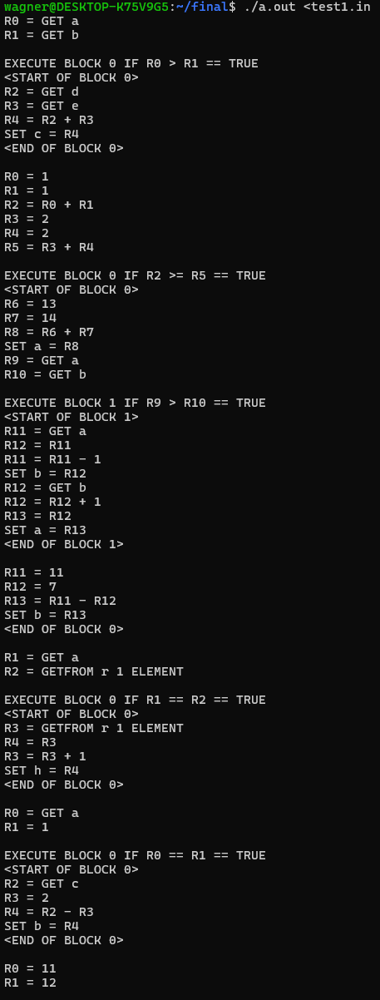 wagner@DESKTOP-K75V9G5:~/final$ ./a.out <test1.in
R0 = GET a
R1 = GET b

EXECUTE BLOCK 0 IF R0 > R1 == TRUE
<START OF BLOCK 0>
R2 = GET d
R3 = GET e
R4 = R2 + R3
SET c = R4
<END OF BLOCK 0>

R0 = 1
R1 = 1
R2 = R0 + R1
R3 = 2
R4 = 2
R5 = R3 + R4

EXECUTE BLOCK 0 IF R2 >= R5 == TRUE
<START OF BLOCK 0>
R6 = 13
R7 = 14
R8 = R6 + R7
SET a = R8
R9 = GET a
R10 = GET b

EXECUTE BLOCK 1 IF R9 > R10 == TRUE
<START OF BLOCK 1>
R11 = GET a
R12 = R11
R11 = R11 - 1
SET b = R12
R12 = GET b
R12 = R12 + 1
R13 = R12
SET a = R13
<END OF BLOCK 1>

R11 = 11
R12 = 7
R13 = R11 - R12
SET b = R13
<END OF BLOCK 0>

R1 = GET a
R2 = GETFROM r 1 ELEMENT

EXECUTE BLOCK 0 IF R1 == R2 == TRUE
<START OF BLOCK 0>
R3 = GETFROM r 1 ELEMENT
R4 = R3
R3 = R3 + 1
SET h = R4
<END OF BLOCK 0>

R0 = GET a
R1 = 1

EXECUTE BLOCK 0 IF R0 == R1 == TRUE
<START OF BLOCK 0>
R2 = GET c
R3 = 2
R4 = R2 - R3
SET b = R4
<END OF BLOCK 0>

R0 = 11
R1 = 12